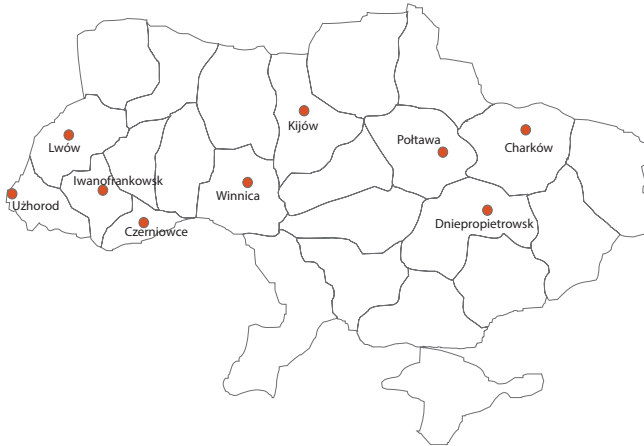 Kijów
Połtawa
Charków
Lwów
Iwanofrankowsk
Winnica
Użhorod
Czerniowce
Dniepropietrowsk